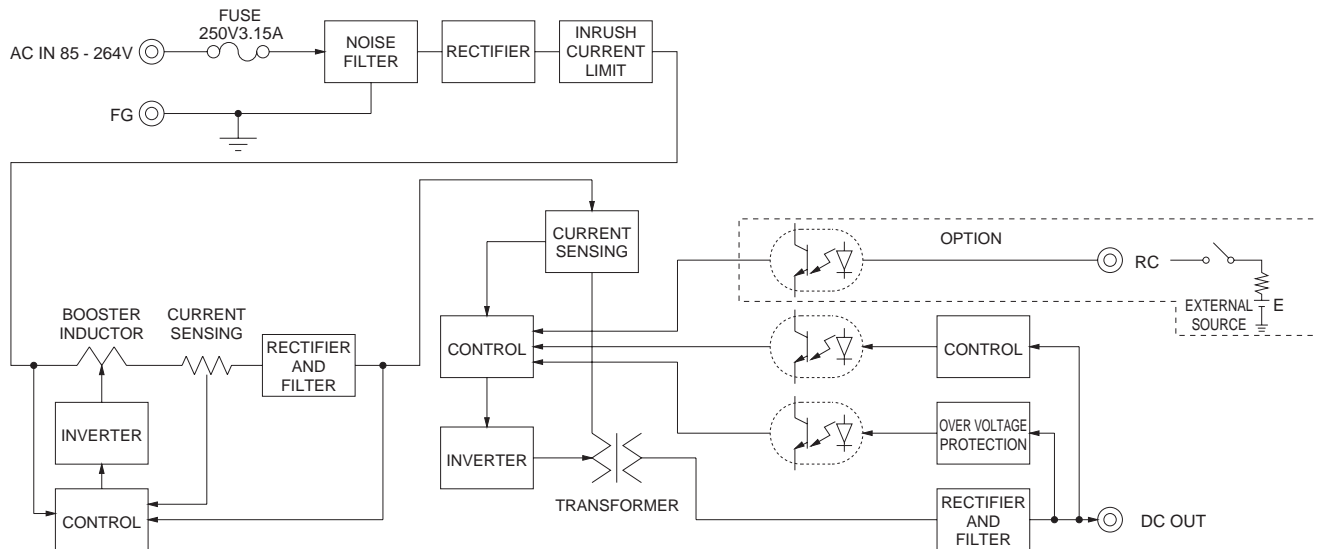 FUSE
250V3.15A
AC IN 85 - 264V
NOISE
FILTER
RECTIFIER
INRUSH
CURRENT
LIMIT
FG
CURRENT
SENSING
OPTION
RC
E
EXTERNAL
SOURCE
BOOSTER
INDUCTOR
CURRENT
SENSING
RECTIFIER
AND
FILTER
CONTROL
CONTROL
INVERTER
INVERTER
OVER VOLTAGE
PROTECTION
TRANSFORMER
CONTROL
RECTIFIER
AND
FILTER
DC OUT